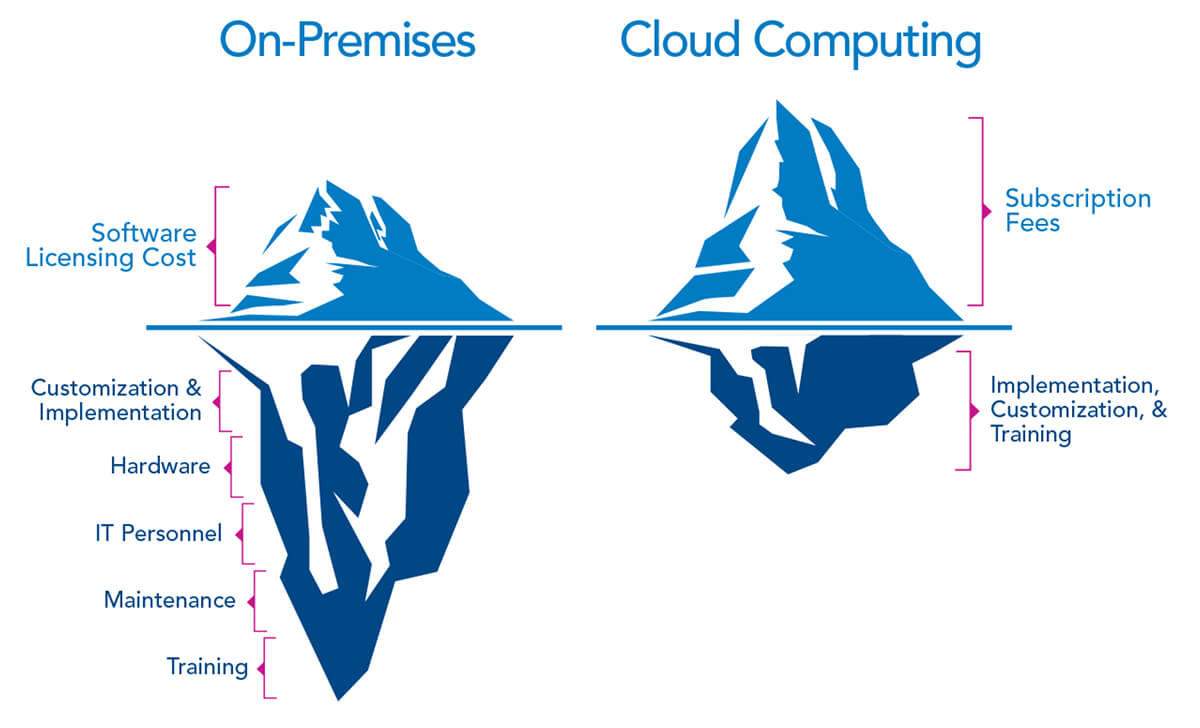 On-Premises
Cloud Computing
Software
Licensing Cost
Subscription
Fees
Customization &
Implementation
Hardware
IT Personnel
Maintenance
Training
Implementation,
Customization, &
Training